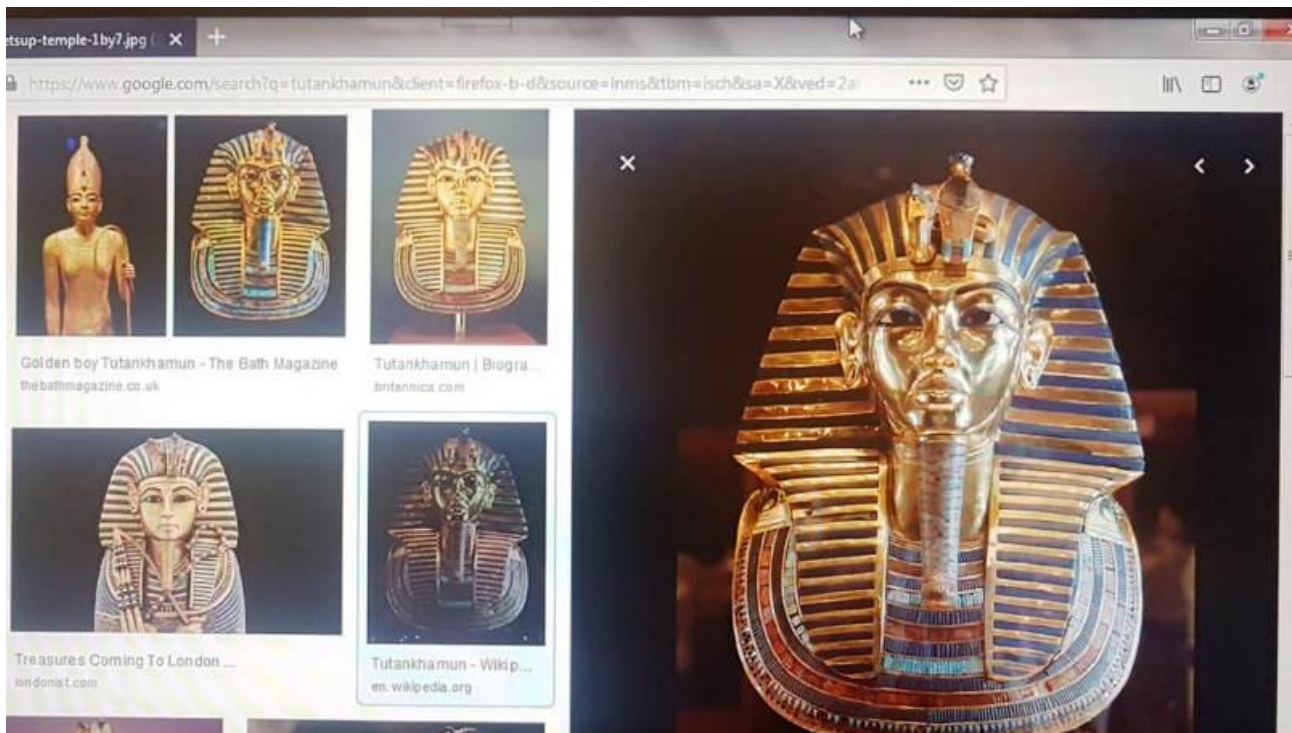 etsup-temple-1by7.jpg (
https://www.google.com/search?q=tutankhamun&client=firefox-b-d&source=lnms&tbm=isch&sa=X&ved=2a
Golden boy Tutankhamun - The Bath Magazine
thebathmagazine.co.uk
Tutankhamun | Biogra...
britannica.com
Treasures Coming To London ...
londonist.com
Tutankhamun - Wikip...
en.wikipedia.org